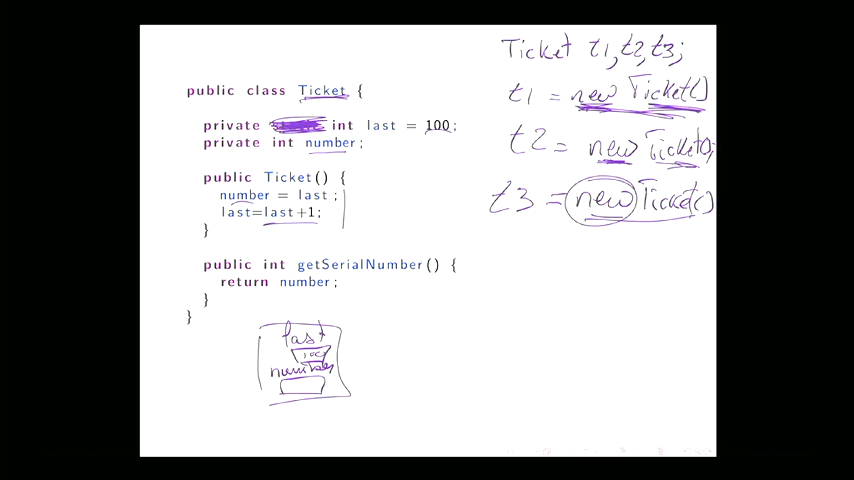 public class Ticket {
private int last = 100;
private int number;
public Ticket() {
number = last ;
last=last+1;
}
public int getSerialNumber() {
return number;
}
}
last
100
number
Ticket t1,t2,t3;
t1 = new Ticket()
t2 = new Ticket();
t3 = new Ticket()